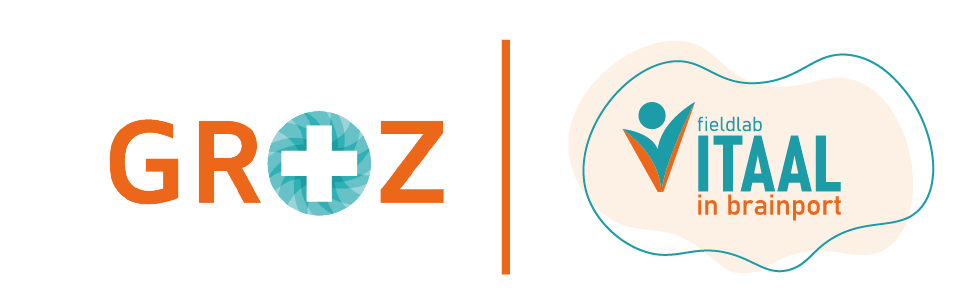 GROZ
fieldlab
VITAAL
in brainport